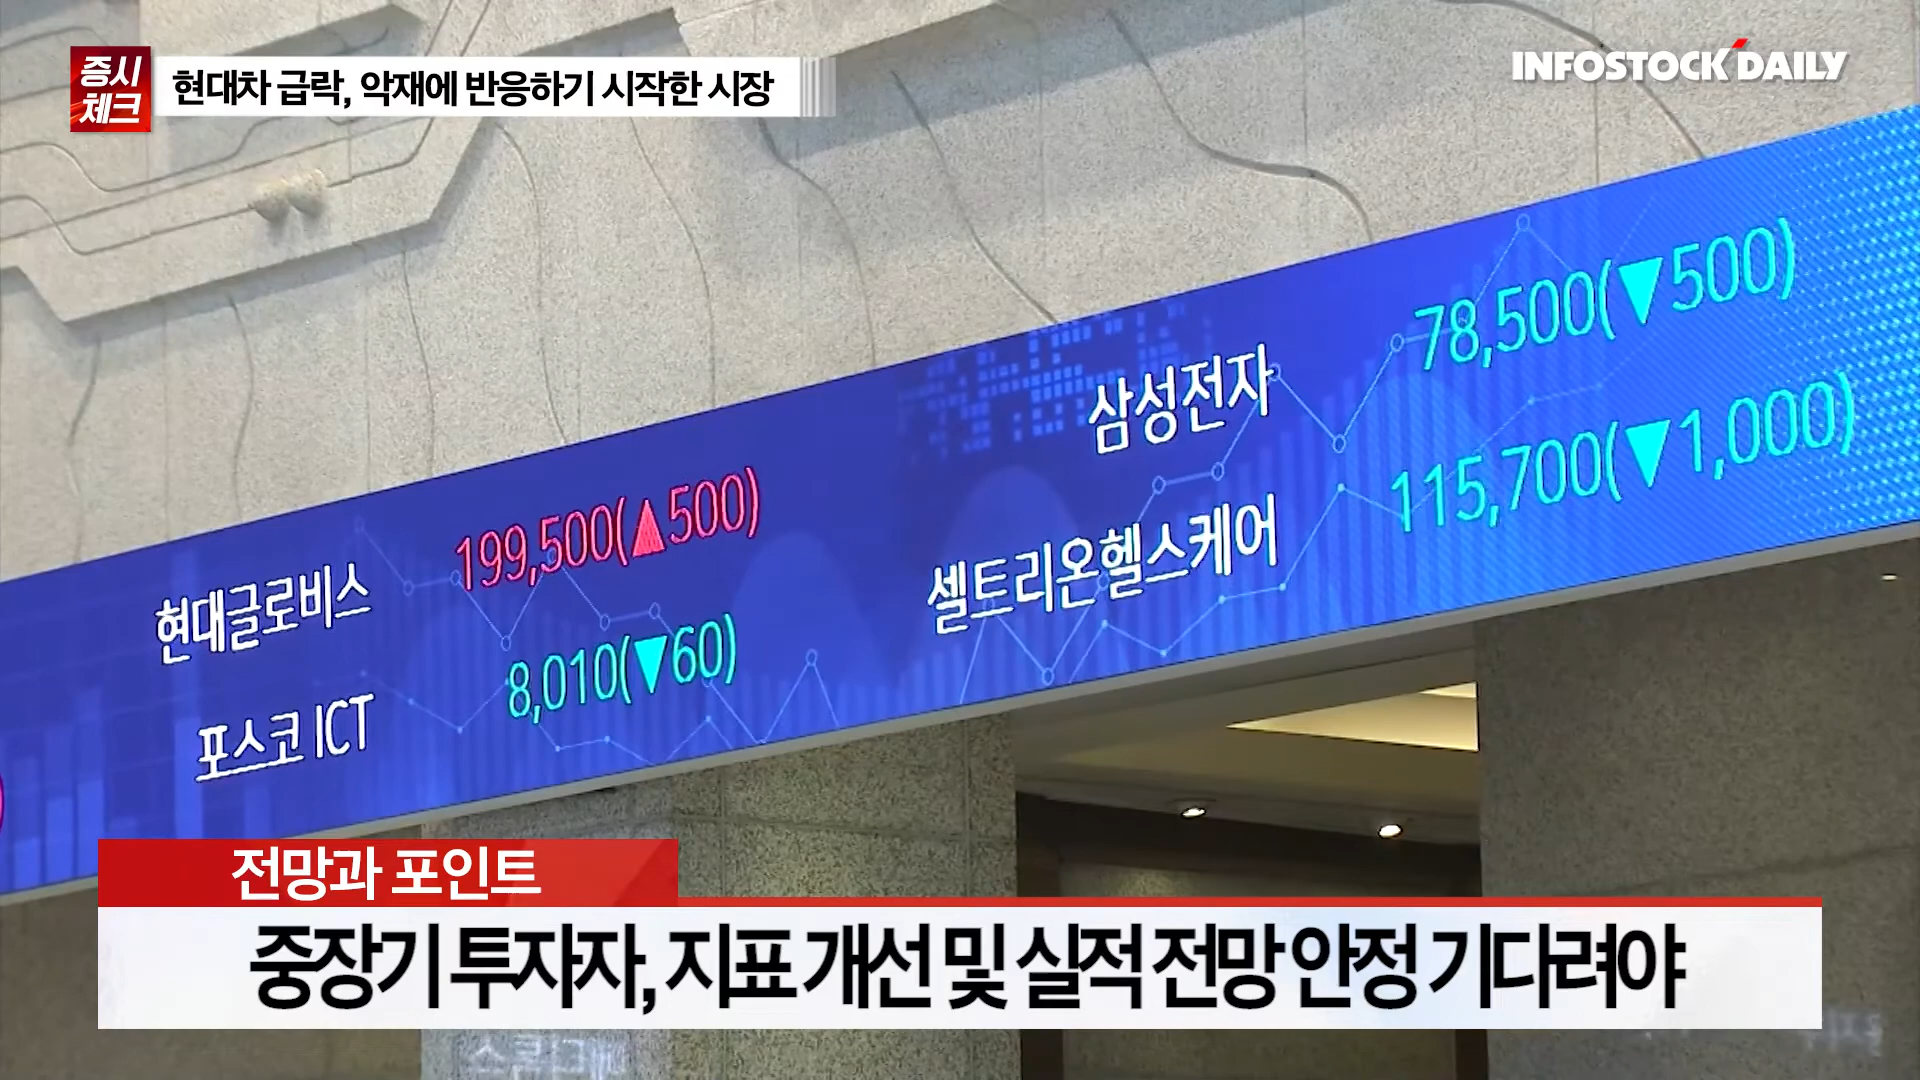 증시
체크
현대차 급락, 악재에 반응하기 시작한 시장
INFOSTOCK DAILY
현대글로비스 199,500(▲500)
포스코 ICT 8,010(▼60)
삼성전자 78,500(▼500)
셀트리온헬스케어 115,700(▼1,000)
전망과 포인트
중장기 투자자, 지표 개선 및 실적 전망 안정 기다려야